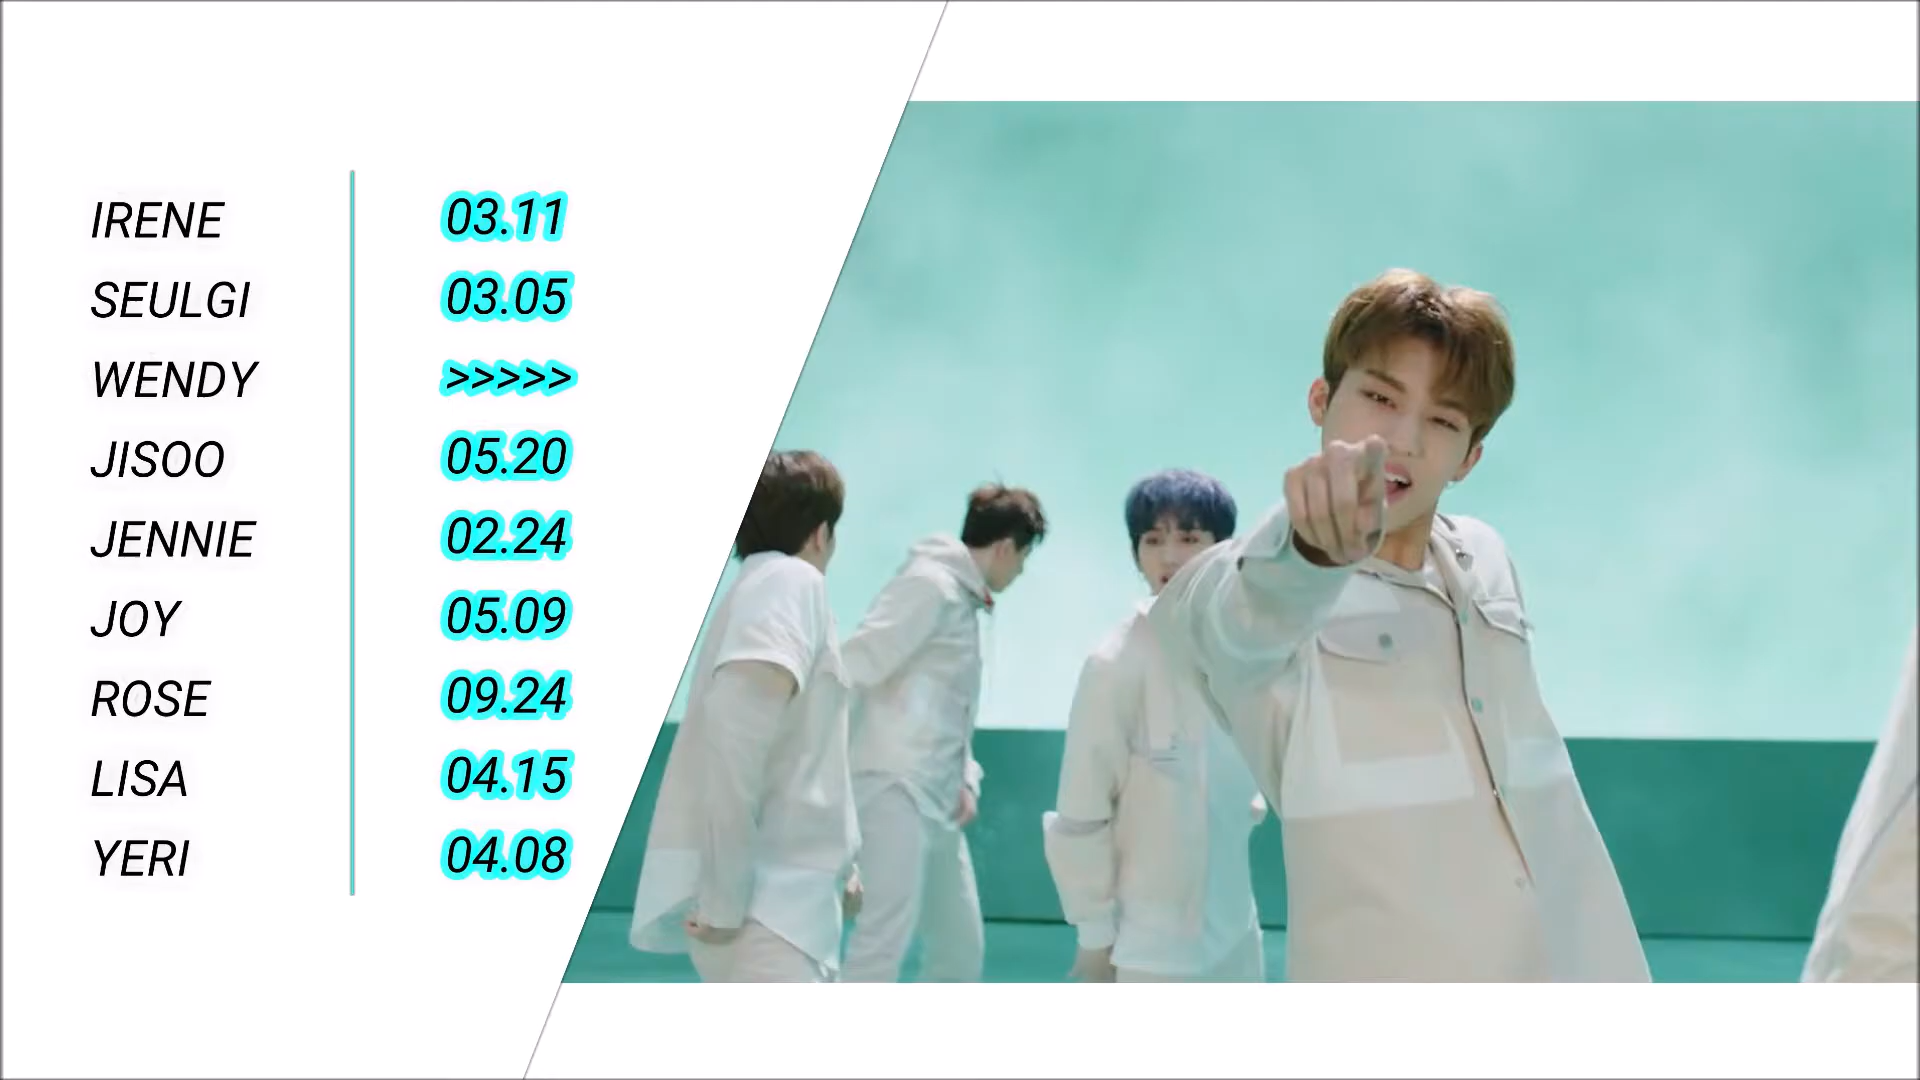 IRENE 03.11
SEULGI 03.05
WENDY >>>>>
JISOO 05.20
JENNIE 02.24
JOY 05.09
ROSE 09.24
LISA 04.15
YERI 04.08